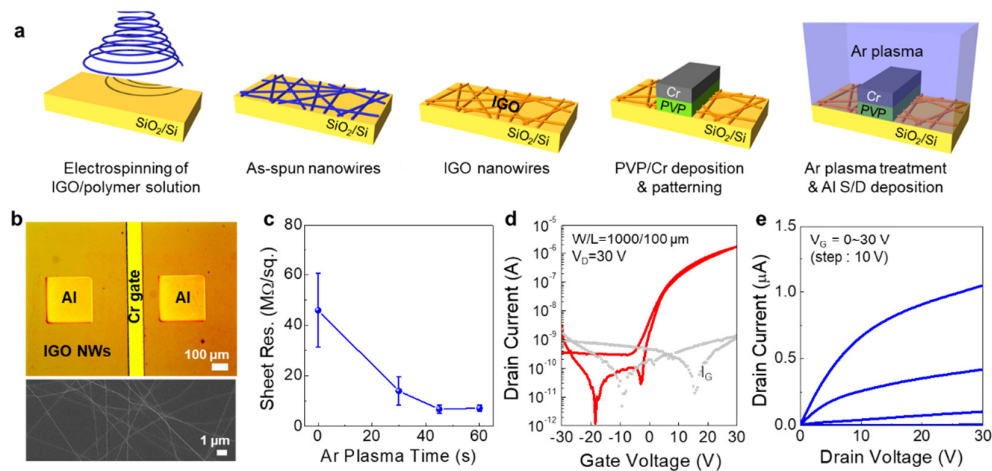 a
SiO2/Si
SiO2/Si
IGO
SiO2/Si
Cr
PVP
SiO2/Si
Ar plasma
Cr
PVP
SiO2/Si
Electrospinning of
IGO/polymer solution
As-spun nanowires
IGO nanowires
PVP/Cr deposition
& patterning
Ar plasma treatment
& Al S/D deposition
b
Al
Cr gate
Al
IGO NWs
100 μm
1 μm
c
Sheet Res. (MΩ/sq.)
80
60
40
20
0
0 20 40 60
Ar Plasma Time (s)
d
Drain Current (A)
10-5
10-6
10-7
10-8
10-9
10-10
10-11
10-12
W/L=1000/100 μm
VD=30 V
IG
-30 -20 -10 0 10 20 30
Gate Voltage (V)
e
Drain Current (μA)
1.5
1.0
0.5
0.0
VG = 0~30 V
(step : 10 V)
0 10 20 30
Drain Voltage (V)